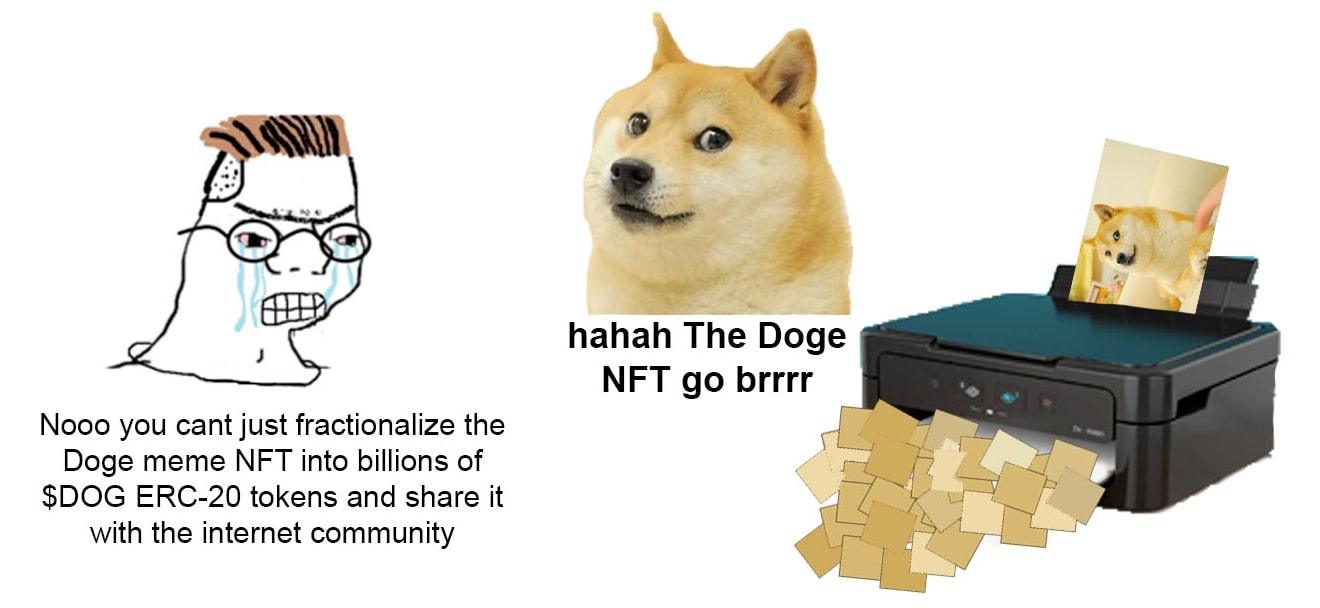 Nooo you cant just fractionalize the
Doge meme NFT into billions of
$DOG ERC-20 tokens and share it
with the internet community
hahah The Doge
NFT go brrrr